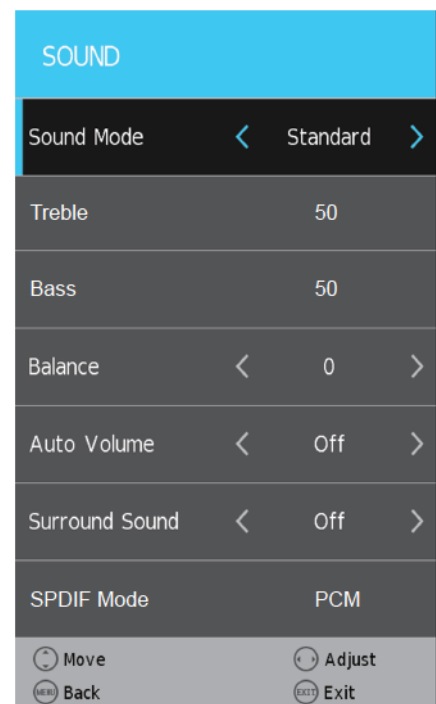 SOUND
Sound Mode Standard
Treble 50
Bass 50
Balance 0
Auto Volume Off
Surround Sound Off
SPDIF Mode PCM
Move Adjust
MENU Back EXIT Exit